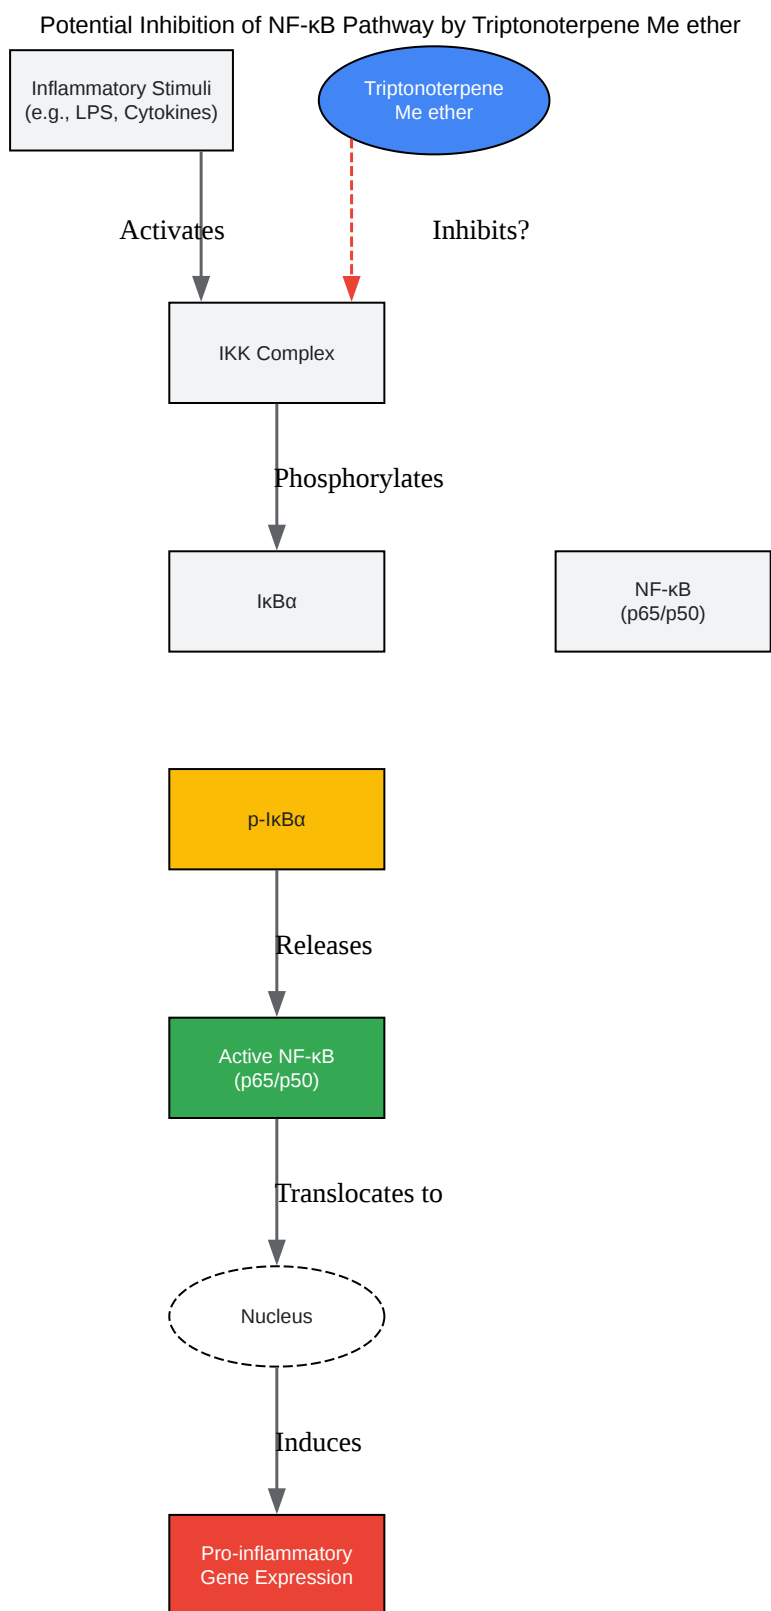 Potential Inhibition of NF-κB Pathway by Triptonoterpene Me ether
Inflammatory Stimuli
(e.g., LPS, Cytokines)
Triptonoterpene
Me ether
Activates
Inhibits?
IKK Complex
Phosphorylates
IκBα
NF-κB
(p65/p50)
p-IκBα
Releases
Active NF-κB
(p65/p50)
Translocates to
Nucleus
Induces
Pro-inflammatory
Gene Expression